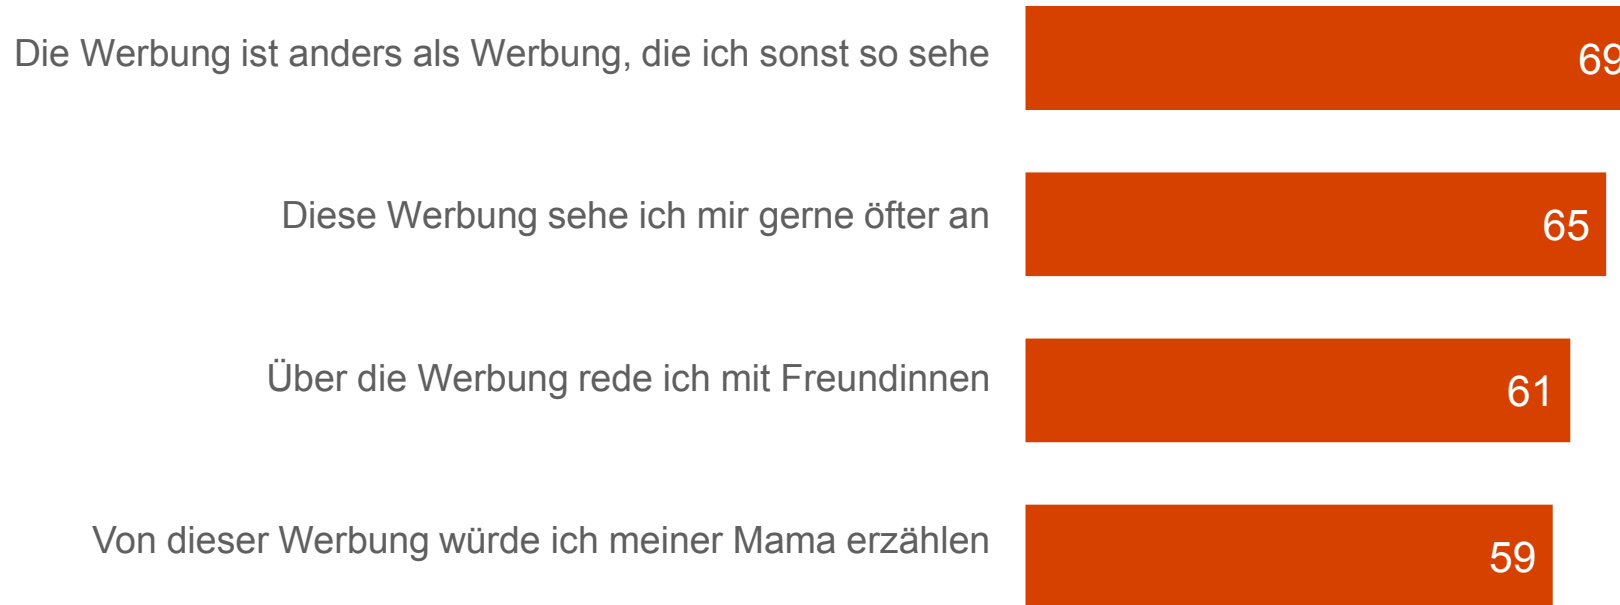 Die Werbung ist anders als Werbung, die ich sonst so sehe 69
Diese Werbung sehe ich mir gerne öfter an 65
Über die Werbung rede ich mit Freundinnen 61
Von dieser Werbung würde ich meiner Mama erzählen 59